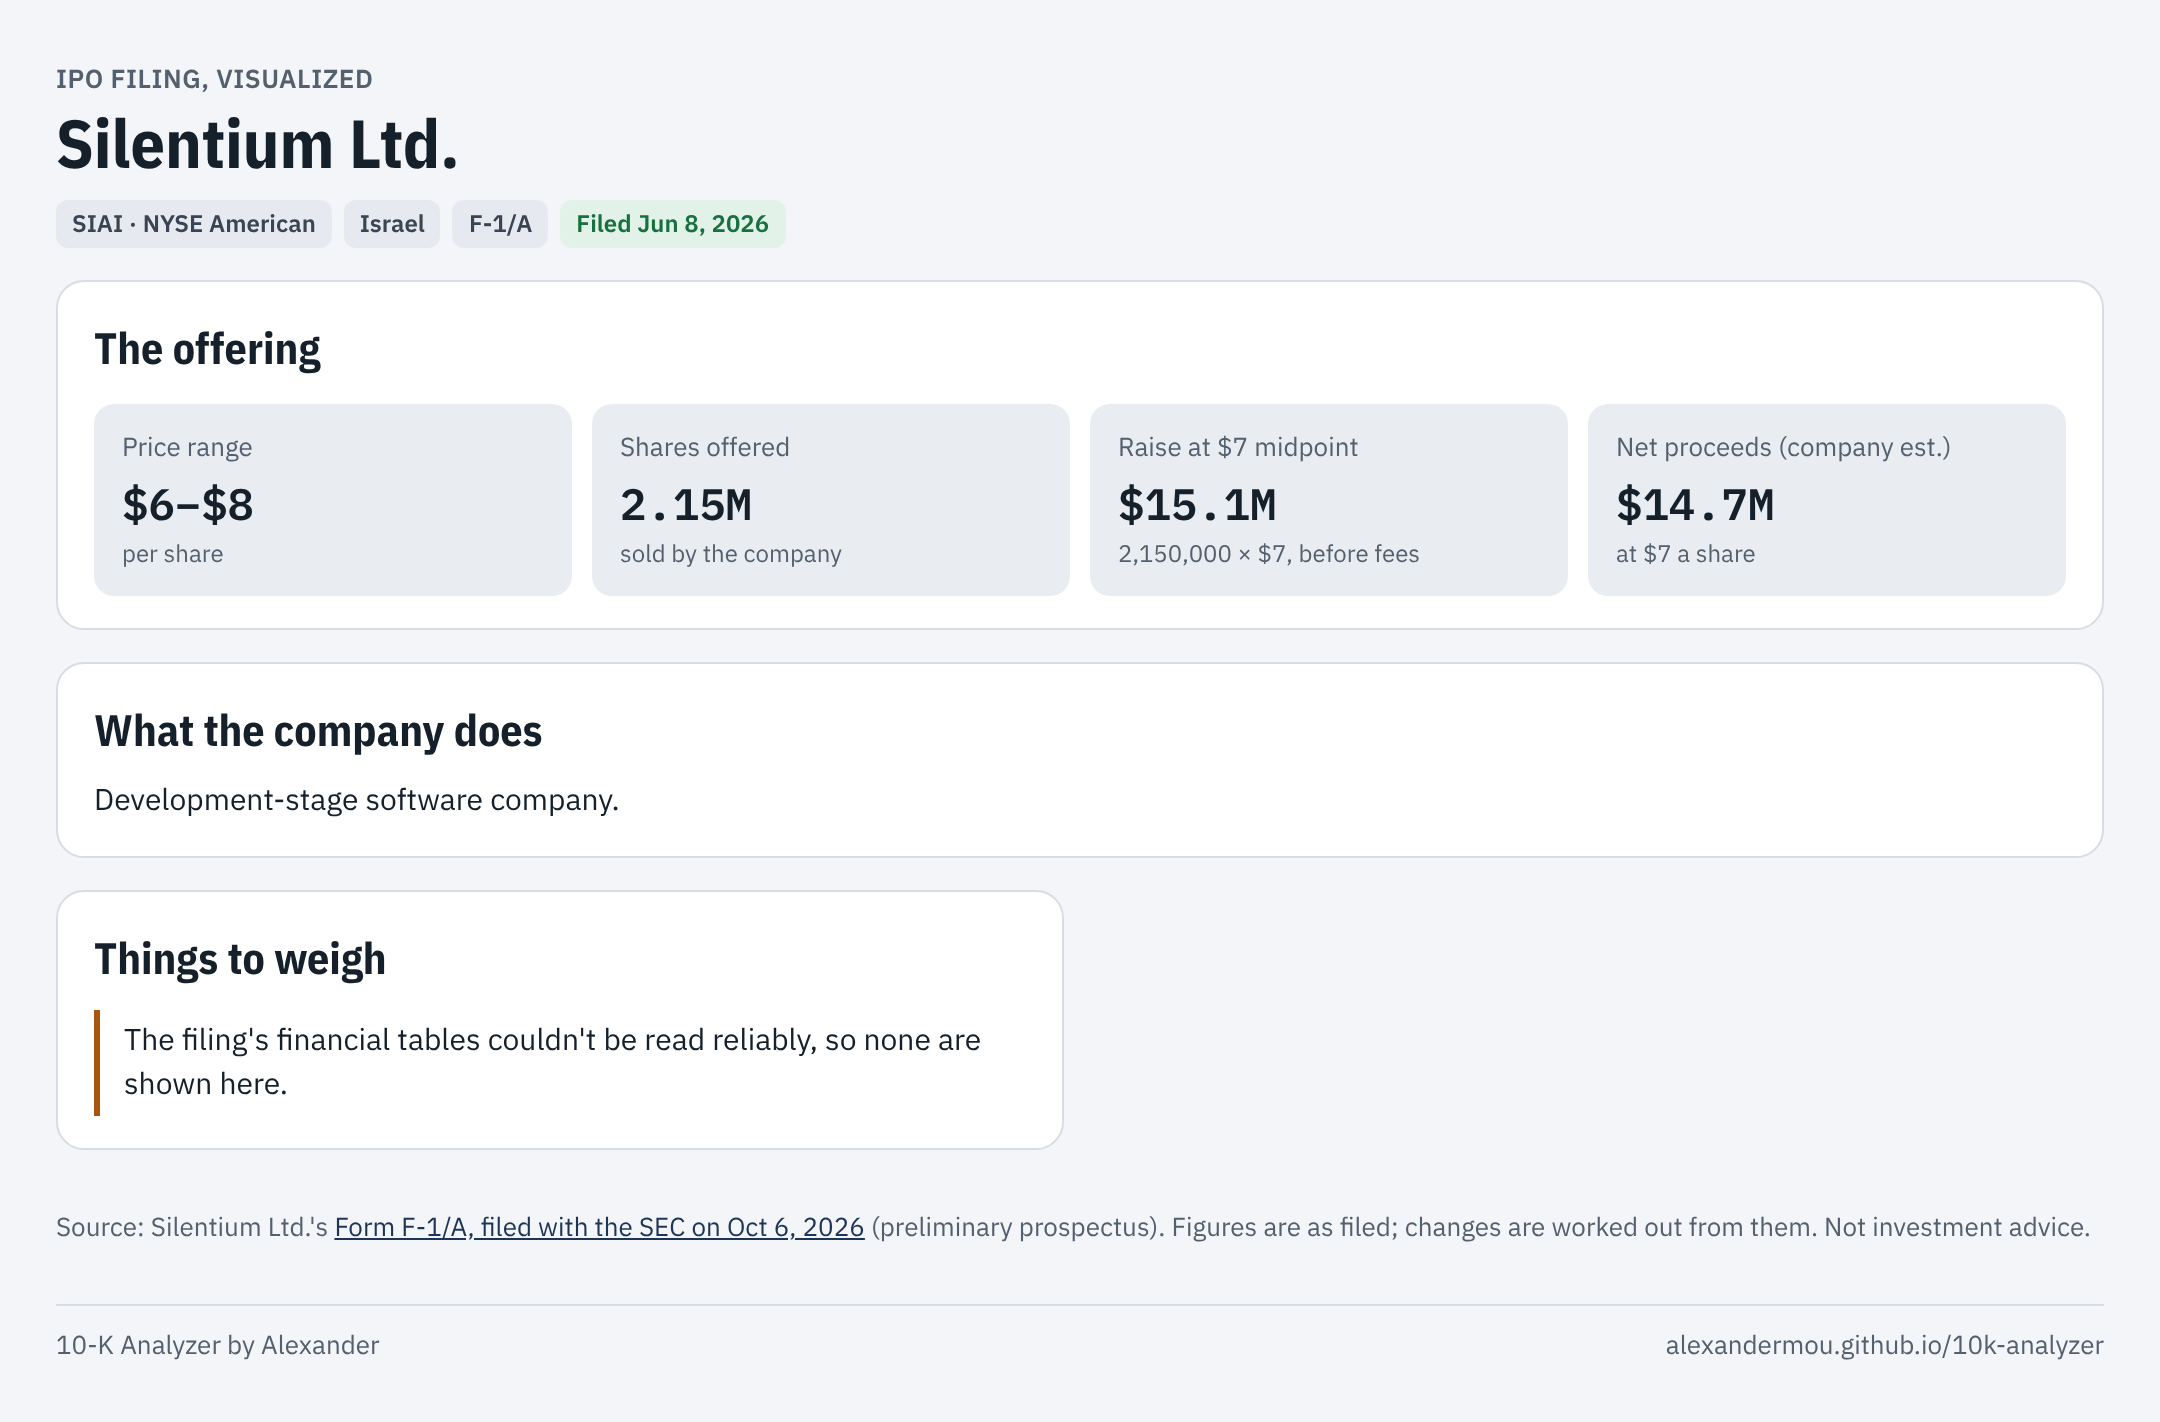 IPO FILING, VISUALIZED
Silentium Ltd.
SIAI · NYSE American
Israel
F-1/A
Filed Jun 8, 2026
The offering
Price range
$6–$8
per share
Shares offered
2.15M
sold by the company
Raise at $7 midpoint
$15.1M
2,150,000 × $7, before fees
Net proceeds (company est.)
$14.7M
at $7 a share
What the company does
Development-stage software company.
Things to weigh
The filing's financial tables couldn't be read reliably, so none are
shown here.
Source: Silentium Ltd.'s Form F-1/A, filed with the SEC on Oct 6, 2026 (preliminary prospectus). Figures are as filed; changes are worked out from them. Not investment advice.
10-K Analyzer by Alexander
alexandermou.github.io/10k-analyzer